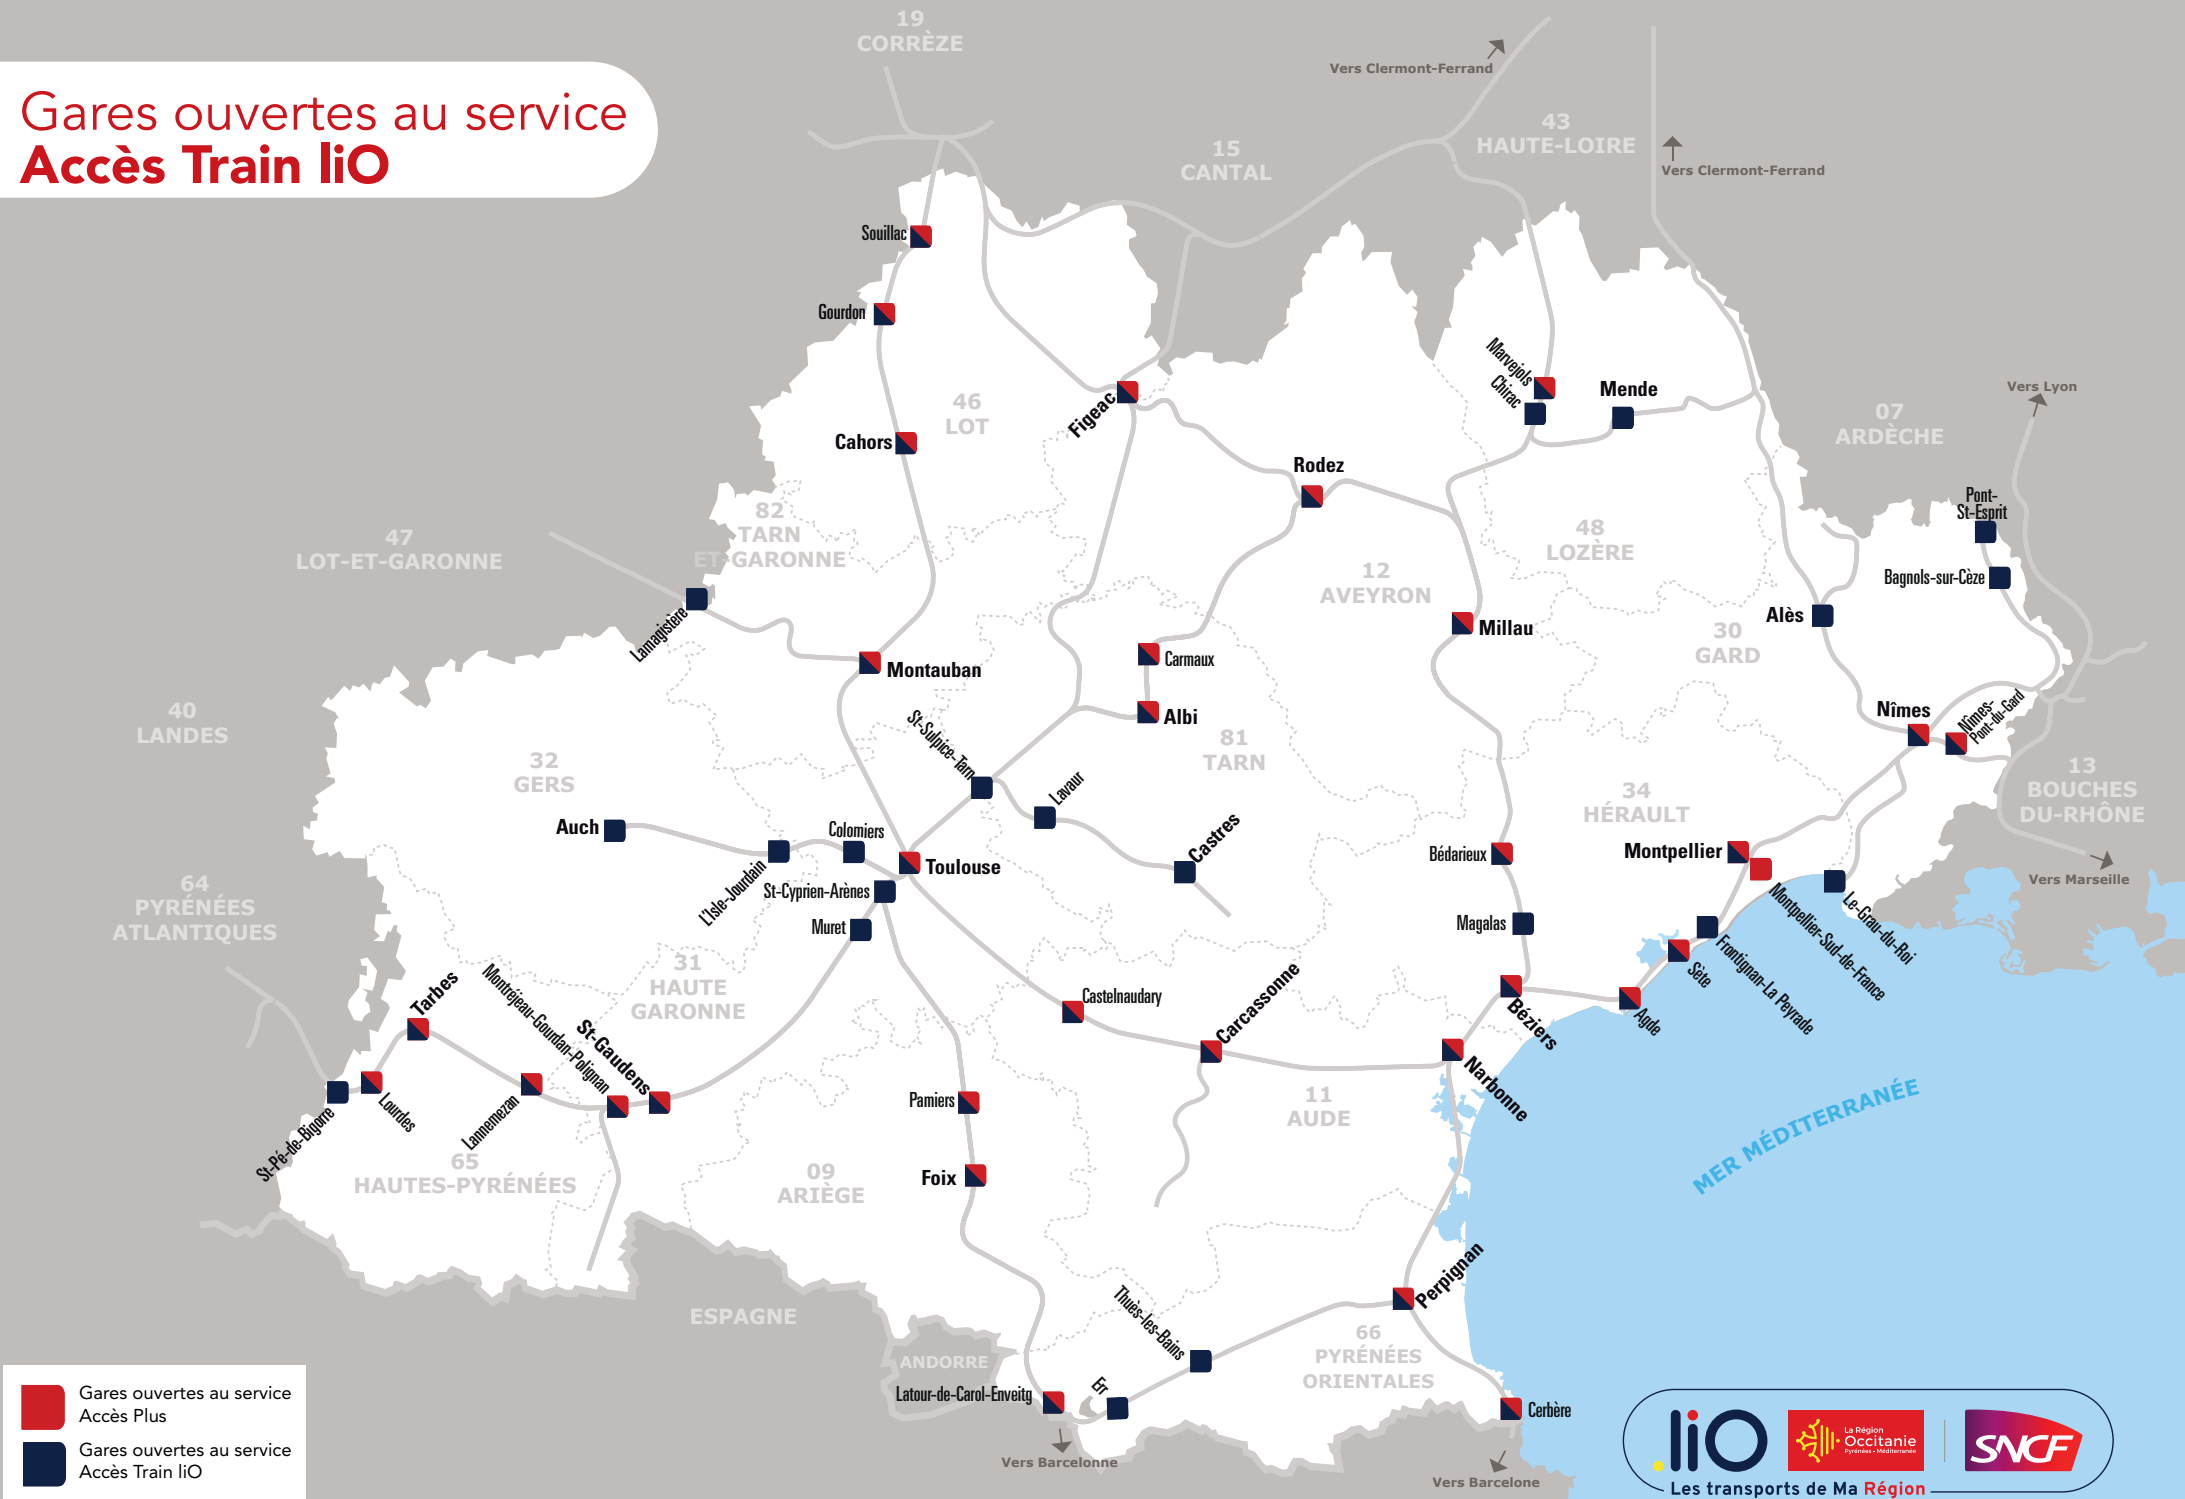 Gares ouvertes au service
Accès Train liO
19
CORRÈZE
Vers Clermont-Ferrand
43
HAUTE-LOIRE
15
CANTAL
Vers Clermont-Ferrand
Souillac
Gourdon
Marvejols
Chirac
Mende
Vers Lyon
46
LOT
Figeac
07
ARDÈCHE
Cahors
Rodez
Pont-
St-Esprit
82
TARN
ET-GARONNE
47
LOT-ET-GARONNE
48
LOZÈRE
12
AVEYRON
Bagnols-sur-Cèze
Lamagistère
Alès
Millau
30
GARD
Montauban
Carmaux
40
LANDES
Albi
Nîmes
Nîmes-
Pont-du-Gard
St-Sulpice-Tarn
81
TARN
32
GERS
13
BOUCHES
DU-RHÔNE
Lavaur
34
HÉRAULT
Auch
Colomiers
Castres
Toulouse
Bédarieux
Montpellier
Vers Marseille
64
PYRÉNÉES
ATLANTIQUES
L'Isle-Jourdain
St-Cyprien-Arènes
Muret
Magalas
Montpellier-Sud-de-France
Le-Grau-du-Roi
Frontignan-La Peyrade
Sète
31
HAUTE
GARONNE
Tarbes
Montréjeau-Gourdan-Polignan
St-Gaudens
Castelnaudary
Carcassonne
Béziers
Agde
Narbonne
St-Pé-de-Bigorre
Lourdes
Lannemezan
Pamiers
11
AUDE
MER MÉDITERRANÉE
65
HAUTES-PYRÉNÉES
09
ARIÈGE
Foix
Perpignan
ESPAGNE
Thuès-les-Bains
66
PYRÉNÉES
ORIENTALES
ANDORRE
Latour-de-Carol-Enveitg
Err
Cerbère
Vers Barcelonne
Vers Barcelone
Gares ouvertes au service
Accès Plus
Gares ouvertes au service
Accès Train liO
liO
La Région
Occitanie
Pyrénées - Méditerranée
SNCF
Les transports de Ma Région